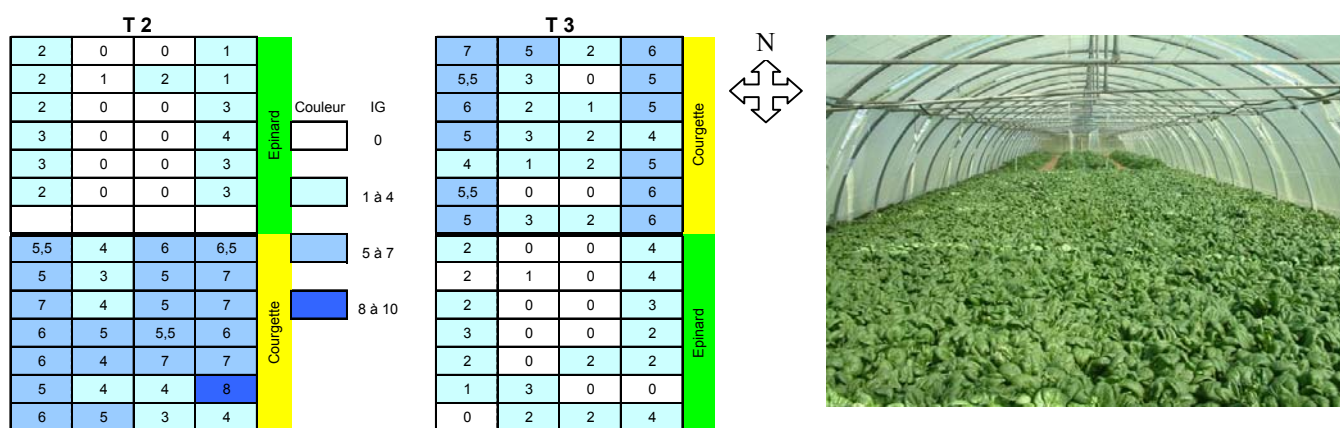 T 2
2 0 0 1
2 1 2 1
2 0 0 3
3 0 0 4
3 0 0 3
2 0 0 3
Epinard
5,5 4 6 6,5
5 3 5 7
7 4 5 7
6 5 5,5 6
6 4 7 7
5 4 4 8
6 5 3 4
Courgette
Couleur IG
0
1 à 4
5 à 7
8 à 10
T 3
7 5 2 6
5,5 3 0 5
6 2 1 5
5 3 2 4
4 1 2 5
5,5 0 0 6
5 3 2 6
Courgette
2 0 0 4
2 1 0 4
2 0 0 3
3 0 0 2
2 0 2 2
1 3 0 0
0 2 2 4
Epinard
N